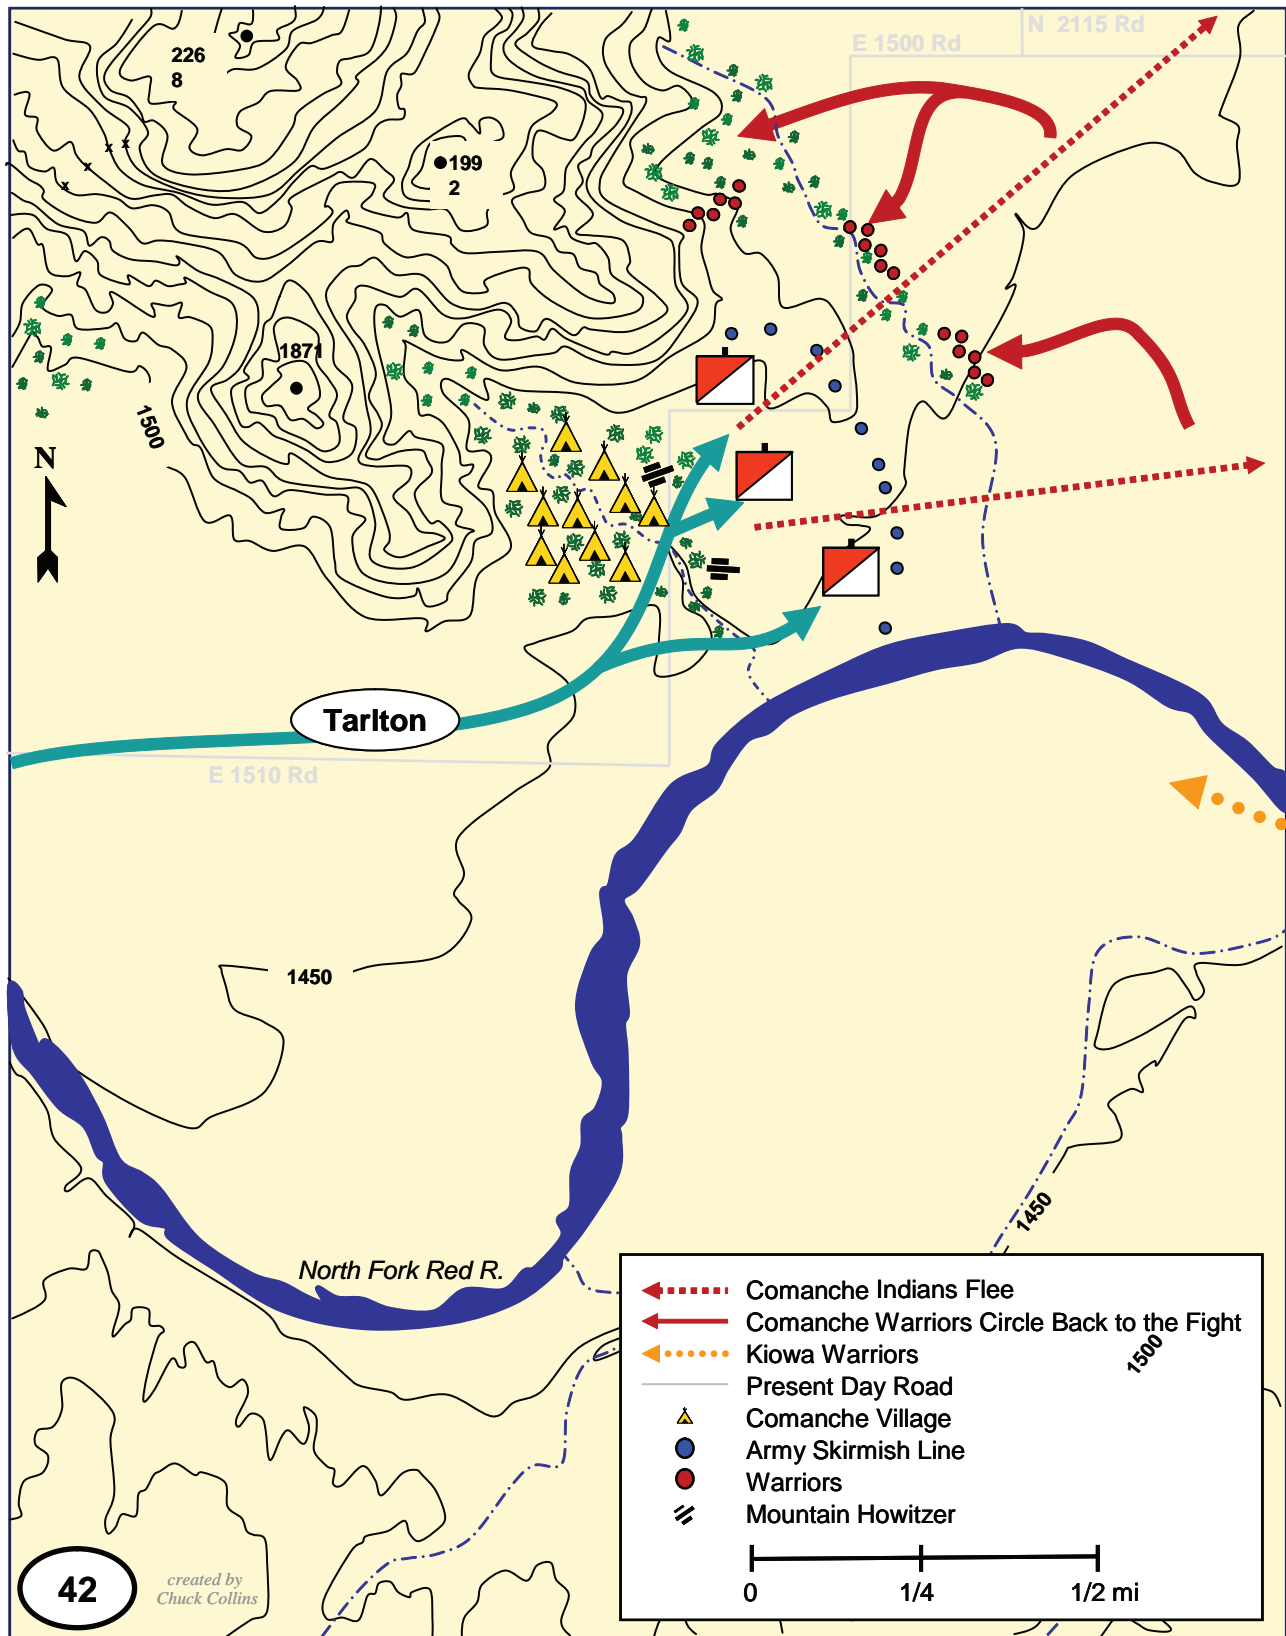 N 2115 Rd
E 1500 Rd
226
8
199
2
1871
1500
N
Tarlton
E 1510 Rd
1450
1450
North Fork Red R.
Comanche Indians Flee
Comanche Warriors Circle Back to the Fight
Kiowa Warriors
1500
Present Day Road
Comanche Village
Army Skirmish Line
Warriors
Mountain Howitzer
0 1/4 1/2 mi
42
created by
Chuck Collins